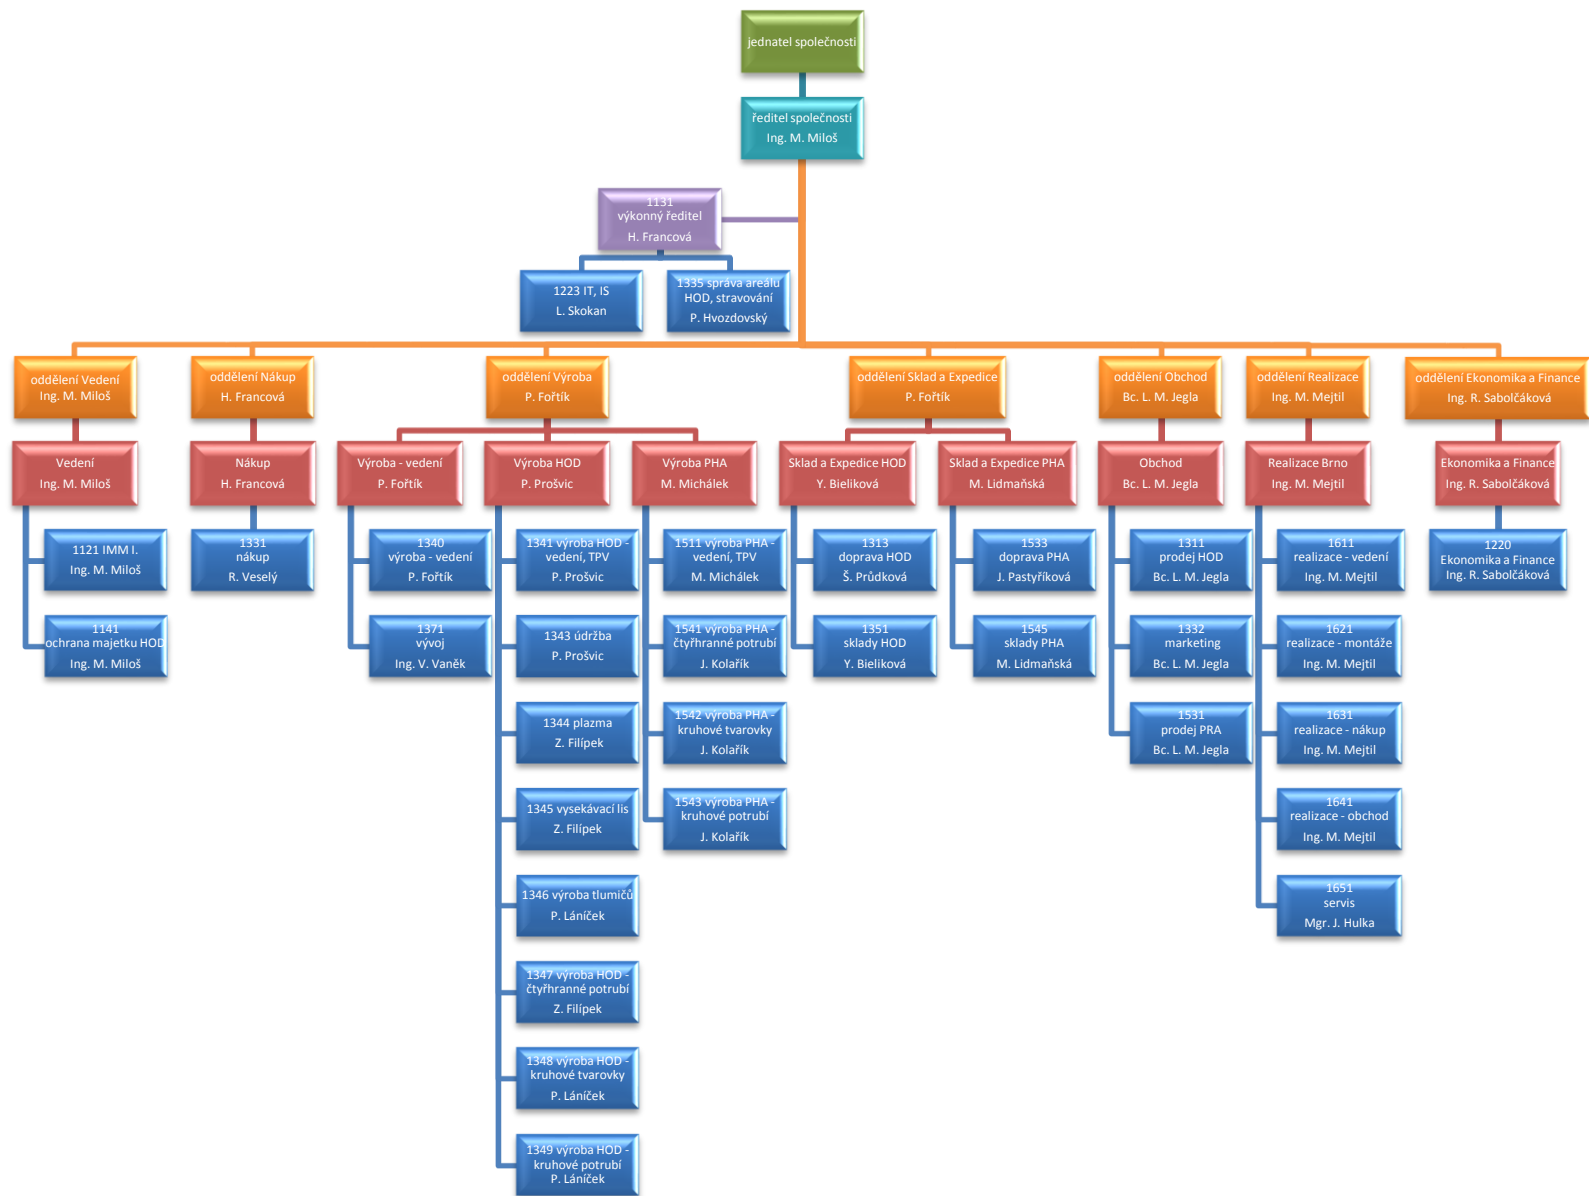 jednatel společnosti
ředitel společnosti
Ing. M. Miloš
1131
výkonný ředitel
H. Francová
1223 IT, IS
L. Skokan
1335 správa areálu
HOD, stravování
P. Hvozdovský
oddělení Vedení
Ing. M. Miloš
oddělení Nákup
H. Francová
oddělení Výroba
P. Fořtík
oddělení Sklad a Expedice
P. Fořtík
oddělení Obchod
Bc. L. M. Jegla
oddělení Realizace
Ing. M. Mejtil
oddělení Ekonomika a Finance
Ing. R. Sabolčáková
Vedení
Ing. M. Miloš
Nákup
H. Francová
Výroba - vedení
P. Fořtík
Výroba HOD
P. Prošvic
Výroba PHA
M. Michálek
Sklad a Expedice HOD
Y. Bieliková
Sklad a Expedice PHA
M. Lidmaňská
Obchod
Bc. L. M. Jegla
Realizace Brno
Ing. M. Mejtil
Ekonomika a Finance
Ing. R. Sabolčáková
1121 IMM I.
Ing. M. Miloš
1141
ochrana majetku HOD
Ing. M. Miloš
1331
nákup
R. Veselý
1340
výroba - vedení
P. Fořtík
1371
vývoj
Ing. V. Vaněk
1341 výroba HOD -
vedení, TPV
P. Prošvic
1343 údržba
P. Prošvic
1344 plazma
Z. Filípek
1345 vysekávací lis
Z. Filípek
1346 výroba tlumičů
P. Láníček
1347 výroba HOD -
čtyřhranné potrubí
Z. Filípek
1348 výroba HOD -
kruhové tvarovky
P. Láníček
1349 výroba HOD -
kruhové potrubí
P. Láníček
1511 výroba PHA -
vedení, TPV
M. Michálek
1541 výroba PHA -
čtyřhranné potrubí
J. Kolařík
1542 výroba PHA -
kruhové tvarovky
J. Kolařík
1543 výroba PHA -
kruhové potrubí
J. Kolařík
1313
doprava HOD
Š. Průdková
1351
sklady HOD
Y. Bieliková
1533
doprava PHA
J. Pastyříková
1545
sklady PHA
M. Lidmaňská
1311
prodej HOD
Bc. L. M. Jegla
1332
marketing
Bc. L. M. Jegla
1531
prodej PRA
Bc. L. M. Jegla
1611
realizace - vedení
Ing. M. Mejtil
1621
realizace - montáže
Ing. M. Mejtil
1631
realizace - nákup
Ing. M. Mejtil
1641
realizace - obchod
Ing. M. Mejtil
1651
servis
Mgr. J. Hulka
1220
Ekonomika a Finance
Ing. R. Sabolčáková